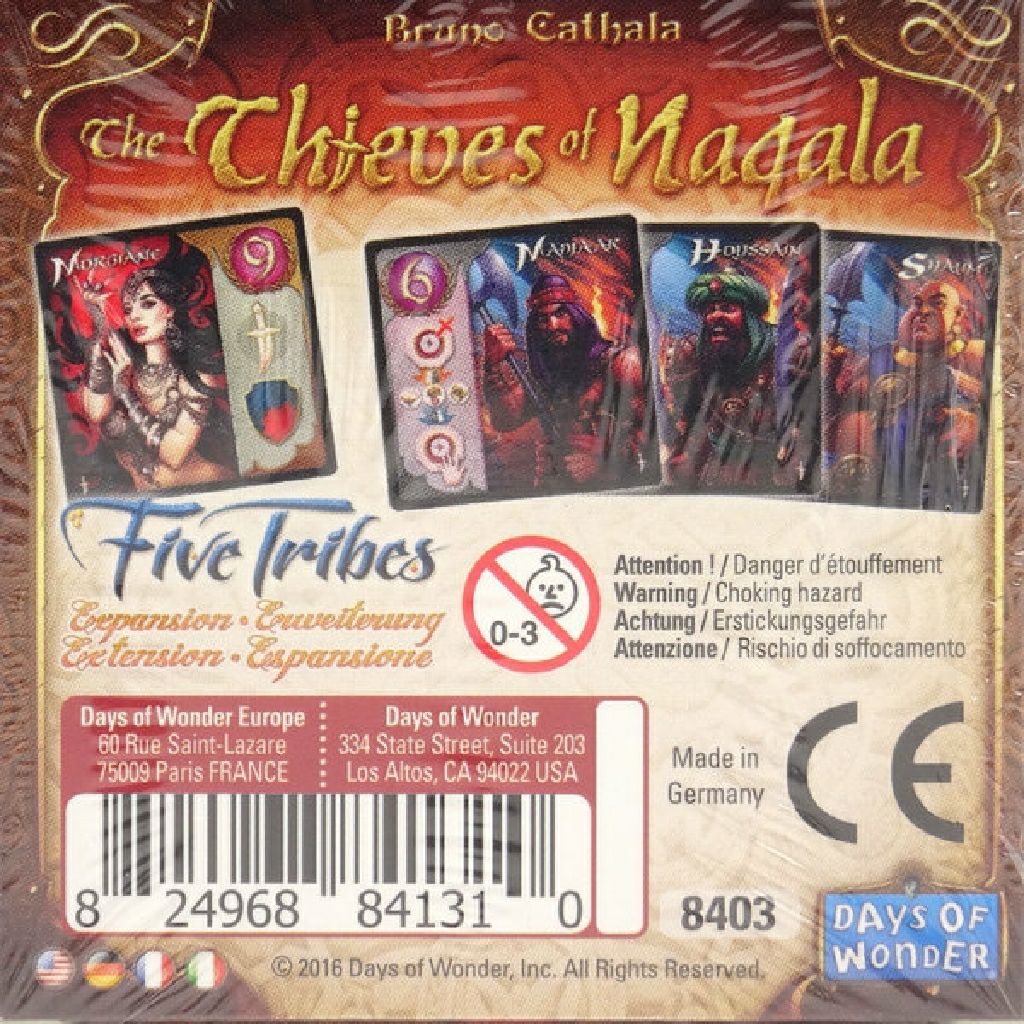 Bruno Cathala
The Thieves of Naqala
MORGIANE
9
6
MANJAAR
HOUSSAIN
Five Tribes
Expansion • Erweiterung
Extension • Espansione
0-3
Attention ! / Danger d'étouffement
Warning / Choking hazard
Achtung / Erstickungsgefahr
Attenzione / Rischio di soffocamento
Days of Wonder Europe
60 Rue Saint-Lazare
75009 Paris FRANCE
Days of Wonder
334 State Street, Suite 203
Los Altos, CA 94022 USA
Made in
Germany
CE
8 24968 84131 0
8403
DAYS OF
WONDER
© 2016 Days of Wonder, Inc. All Rights Reserved.